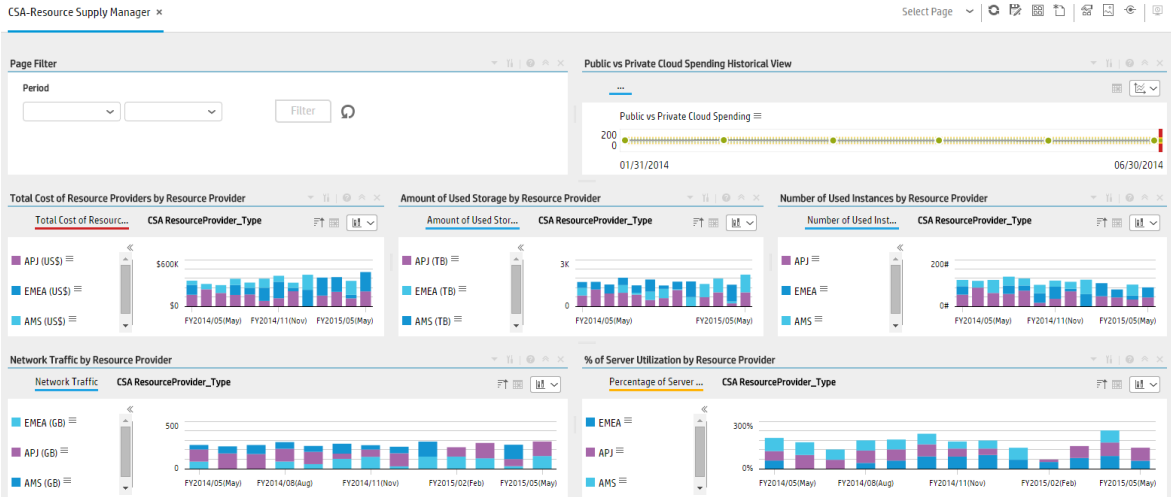 CSA-Resource Supply Manager ×
Select Page
Page Filter
Period
Filter
Public vs Private Cloud Spending Historical View
...
Public vs Private Cloud Spending
200
0
01/31/2014 06/30/2014
Total Cost of Resource Providers by Resource Provider
Total Cost of Resourc... CSA ResourceProvider_Type
APJ (US$)
EMEA (US$)
AMS (US$)
$600K
$0
FY2014/05(May) FY2014/11(Nov) FY2015/05(May)
Amount of Used Storage by Resource Provider
Amount of Used Stor... CSA ResourceProvider_Type
APJ (TB)
EMEA (TB)
AMS (TB)
3K
0
FY2014/05(May) FY2015/05(May)
Number of Used Instances by Resource Provider
Number of Used Inst... CSA ResourceProvider_Type
APJ
EMEA
AMS
200#
0#
FY2014/05(May) FY2014/11(Nov) FY2015/05(May)
Network Traffic by Resource Provider
Network Traffic CSA ResourceProvider_Type
EMEA (GB)
APJ (GB)
AMS (GB)
500
0
FY2014/05(May) FY2014/08(Aug) FY2014/11(Nov) FY2015/02(Feb) FY2015/05(May)
% of Server Utilization by Resource Provider
Percentage of Server ... CSA ResourceProvider_Type
EMEA
APJ
AMS
300%
0%
FY2014/05(May) FY2014/08(Aug) FY2014/11(Nov) FY2015/02(Feb) FY2015/05(May)